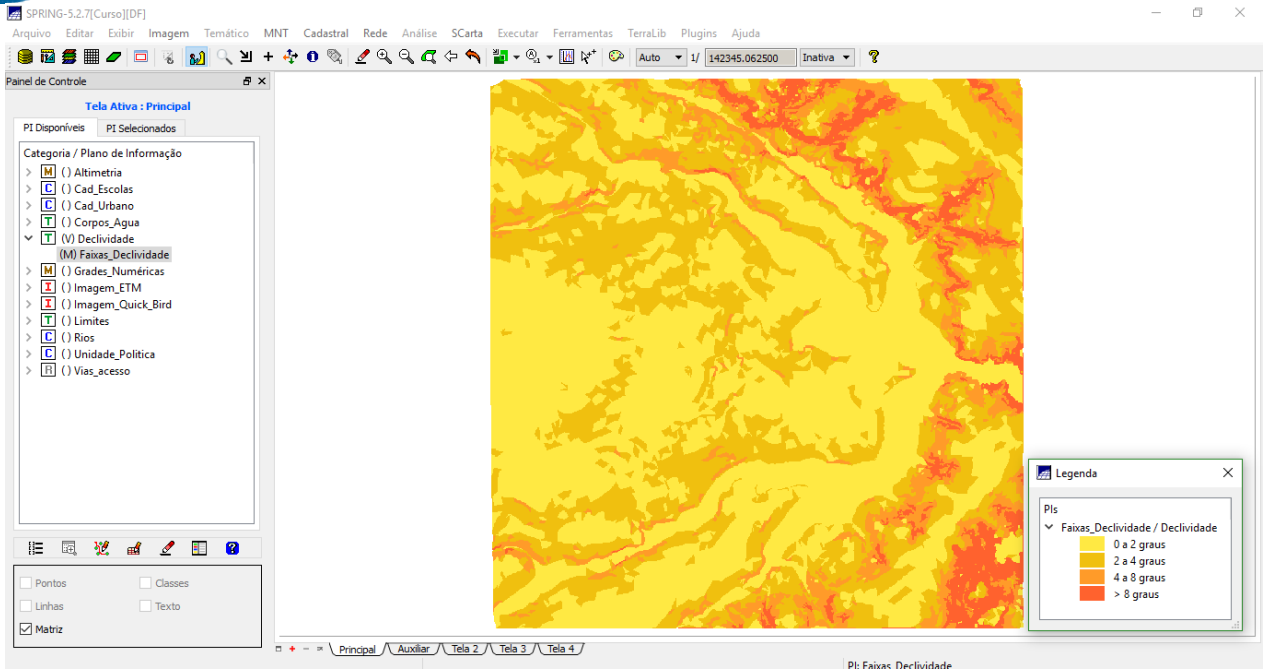 SPRING-5.2.7[Curso][DF]
Arquivo Editar Exibir Imagem Temático MNT Cadastral Rede Análise SCarta Executar Ferramentas TerraLib Plugins Ajuda
Auto 1/ 142345.062500 Inativa
Painel de Controle
Tela Ativa : Principal
PI Disponíveis PI Selecionados
Categoria / Plano de Informação
M () Altimetria
C () Cad_Escolas
C () Cad_Urbano
T () Corpos_Agua
T (V) Declividade
(M) Faixas_Declividade
M () Grades_Numéricas
I () Imagem_ETM
I () Imagem_Quick_Bird
T () Limites
C () Rios
C () Unidade_Politica
R () Vias_acesso
Pontos Classes
Linhas Texto
Matriz
Legenda
PIs
Faixas_Declividade / Declividade
0 a 2 graus
2 a 4 graus
4 a 8 graus
> 8 graus
Principal Auxiliar Tela 2 Tela 3 Tela 4
PI: Faixas_Declividade